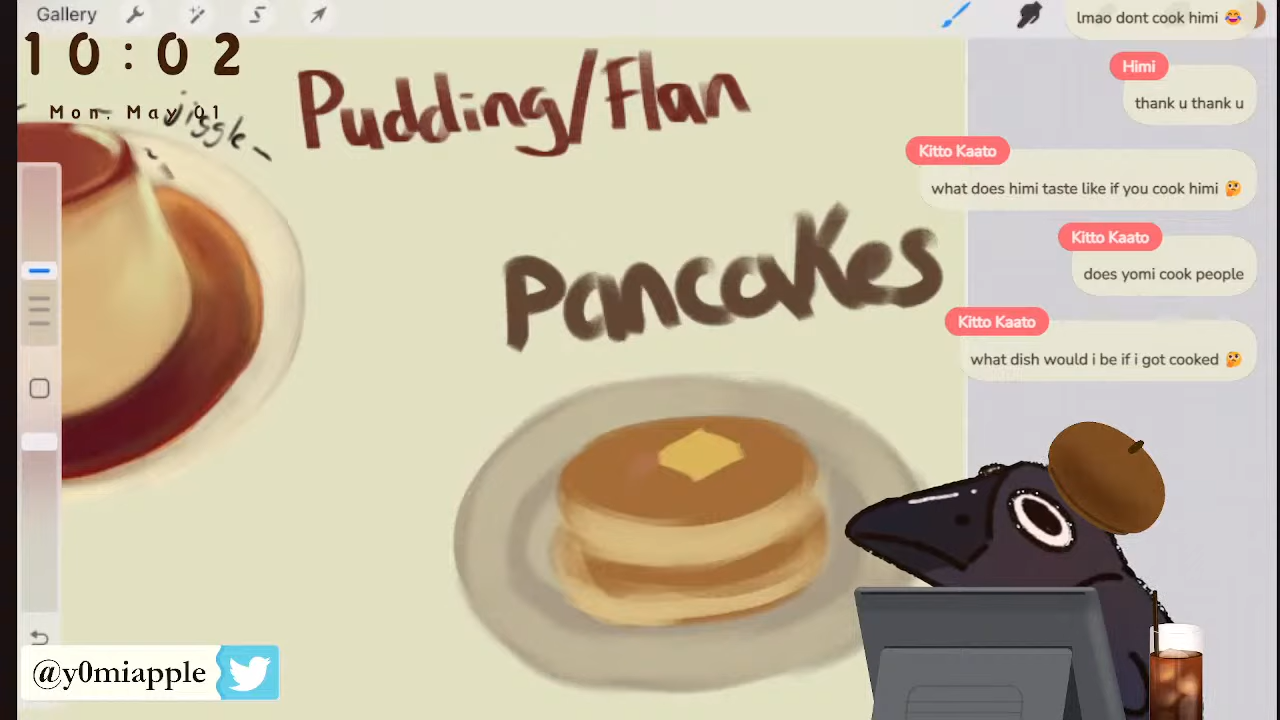 Gallery
10:02
Mon. May 01
jiggle
Pudding/Flan
Pancakes
lmao dont cook himi 😂
Himi
thank u thank u
Kitto Kaato
what does himi taste like if you cook himi 🤔
Kitto Kaato
does yomi cook people
Kitto Kaato
what dish would i be if i got cooked 🤔
@y0miapple